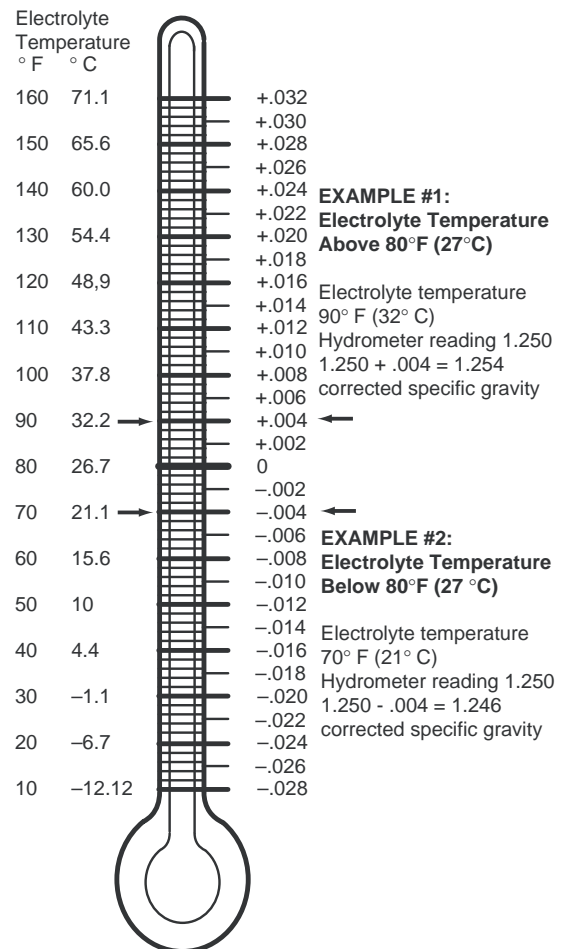 Electrolyte
Temperature
° F ° C
160 71.1 +.032
+.030
150 65.6 +.028
+.026
140 60.0 +.024
+.022
130 54.4 +.020
+.018
120 48,9 +.016
+.014
110 43.3 +.012
+.010
100 37.8 +.008
+.006
90 32.2 +.004
+.002
80 26.7 0
–.002
70 21.1 –.004
–.006
60 15.6 –.008
–.010
50 10 –.012
–.014
40 4.4 –.016
–.018
30 –1.1 –.020
–.022
20 –6.7 –.024
–.026
10 –12.12 –.028
EXAMPLE #1:
Electrolyte Temperature
Above 80°F (27°C)
Electrolyte temperature
90° F (32° C)
Hydrometer reading 1.250
1.250 + .004 = 1.254
corrected specific gravity
EXAMPLE #2:
Electrolyte Temperature
Below 80°F (27 °C)
Electrolyte temperature
70° F (21° C)
Hydrometer reading 1.250
1.250 - .004 = 1.246
corrected specific gravity